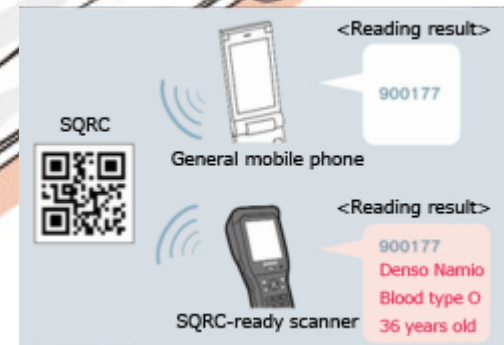 <Reading result>
900177
SQRC
General mobile phone
<Reading result>
900177
Denso Namio
Blood type O
36 years old
SQRC-ready scanner